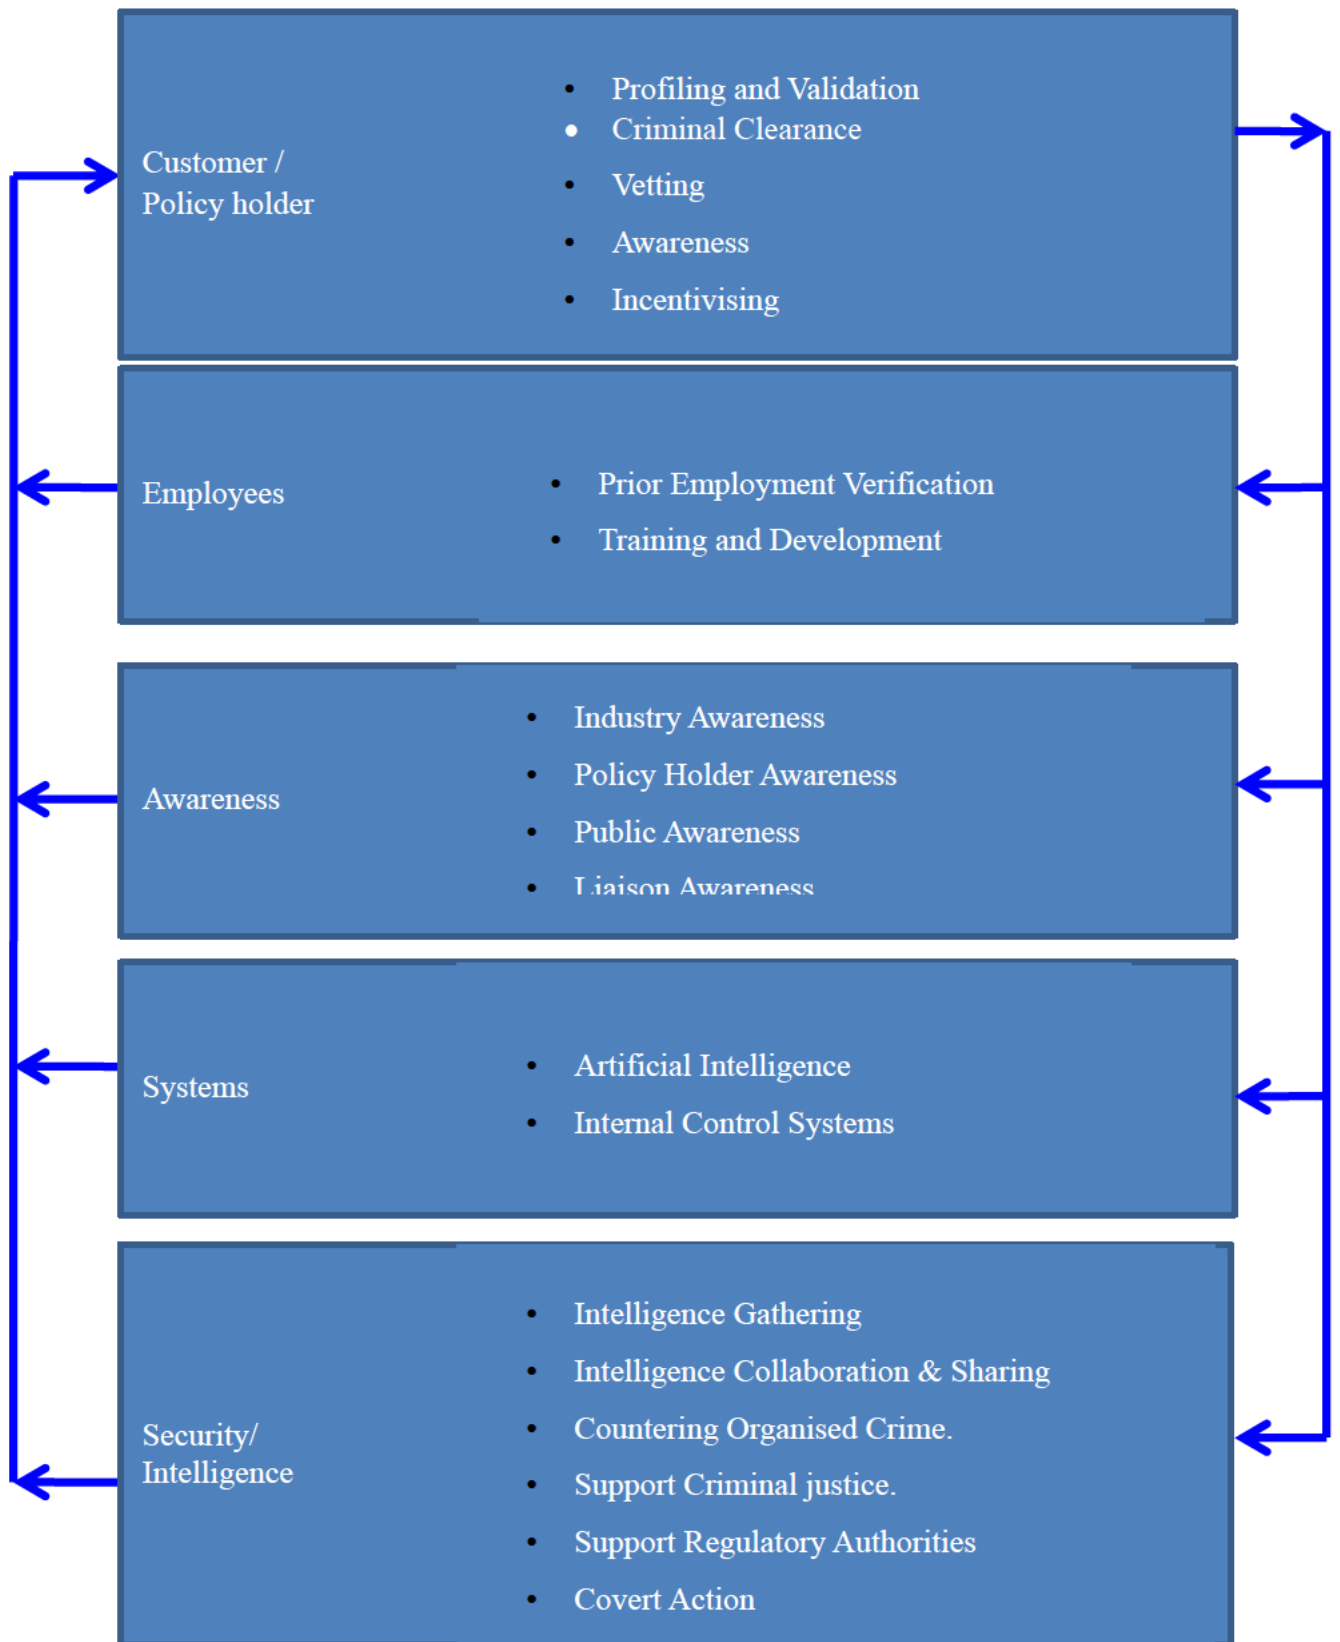 Customer /
Policy holder
• Profiling and Validation
• Criminal Clearance
• Vetting
• Awareness
• Incentivising
Employees
• Prior Employment Verification
• Training and Development
Awareness
• Industry Awareness
• Policy Holder Awareness
• Public Awareness
• Liaison Awareness
Systems
• Artificial Intelligence
• Internal Control Systems
Security/
Intelligence
• Intelligence Gathering
• Intelligence Collaboration & Sharing
• Countering Organised Crime.
• Support Criminal justice.
• Support Regulatory Authorities
• Covert Action